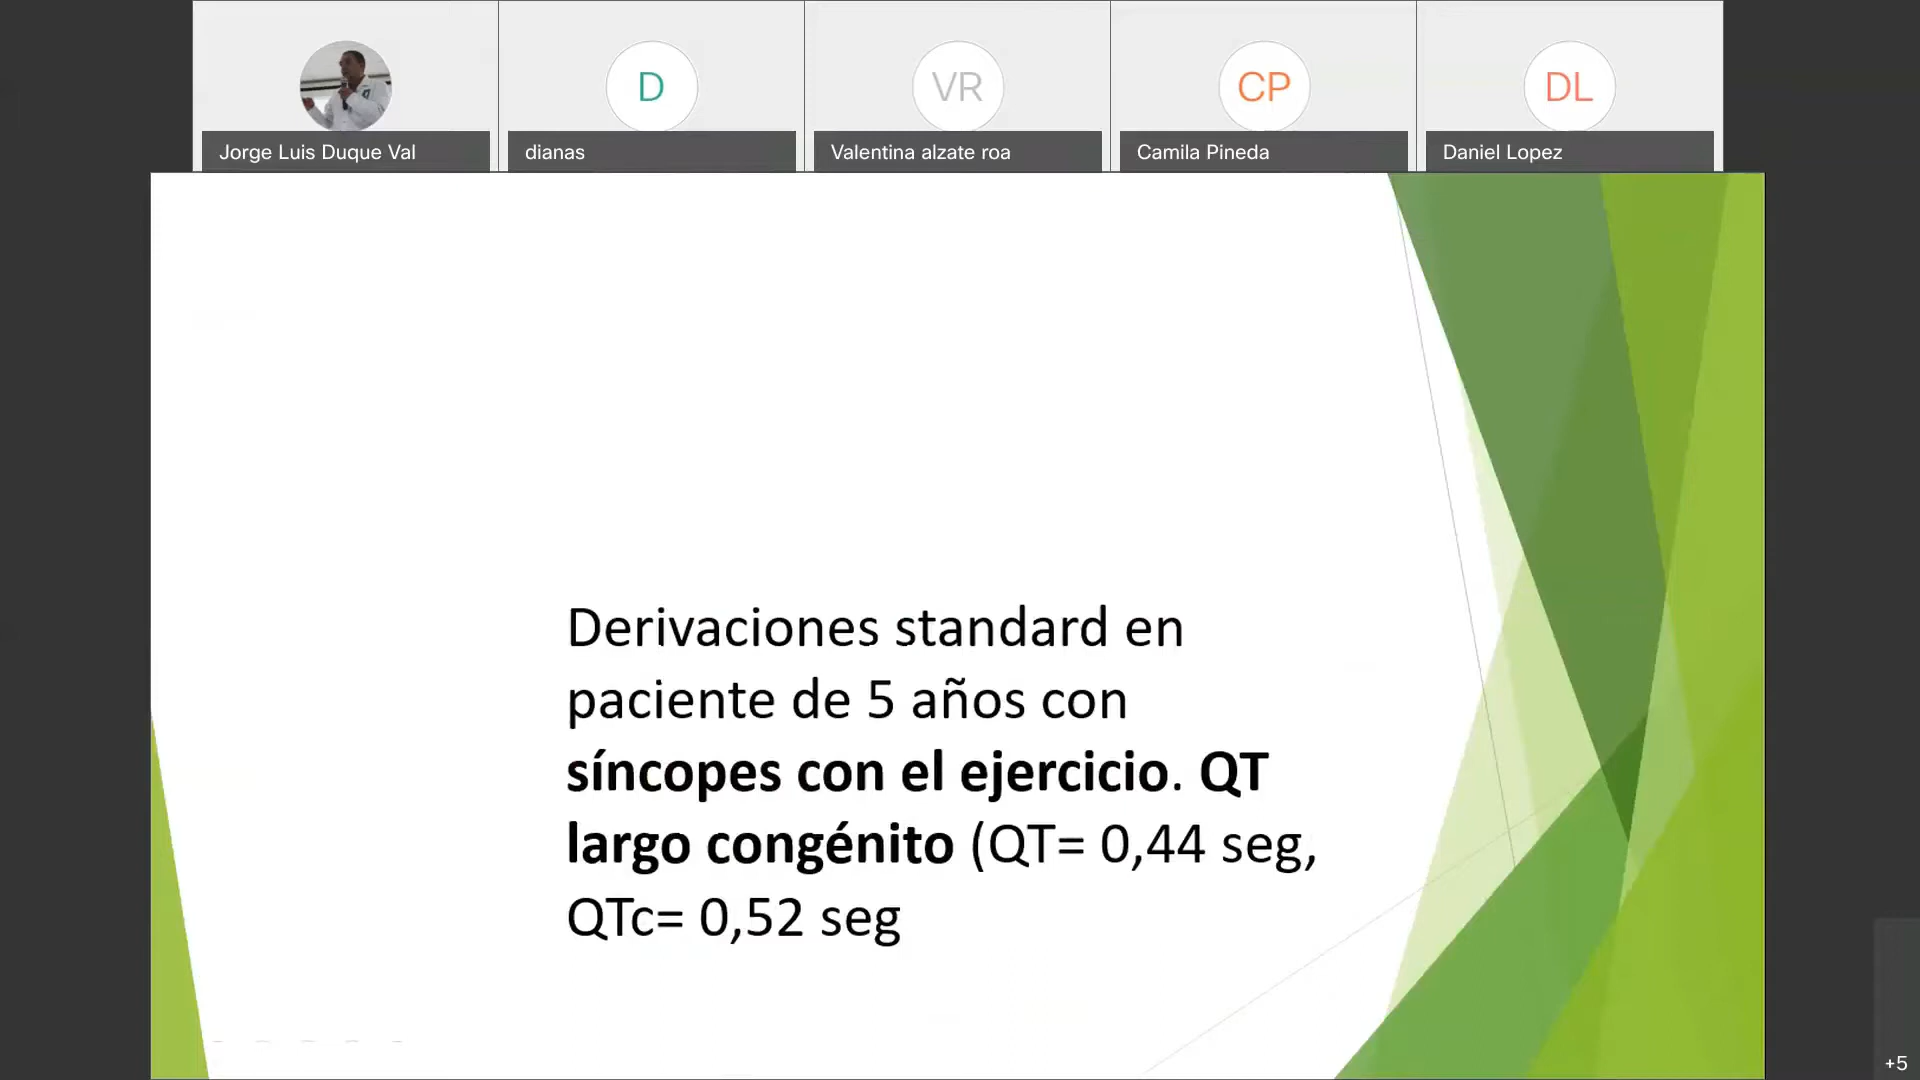 D
VR
CP
DL
Jorge Luis Duque Val
dianas
Valentina alzate roa
Camila Pineda
Daniel Lopez
Derivaciones standard en
paciente de 5 años con
síncopes con el ejercicio. QT
largo congénito (QT= 0,44 seg,
QTc= 0,52 seg
+5